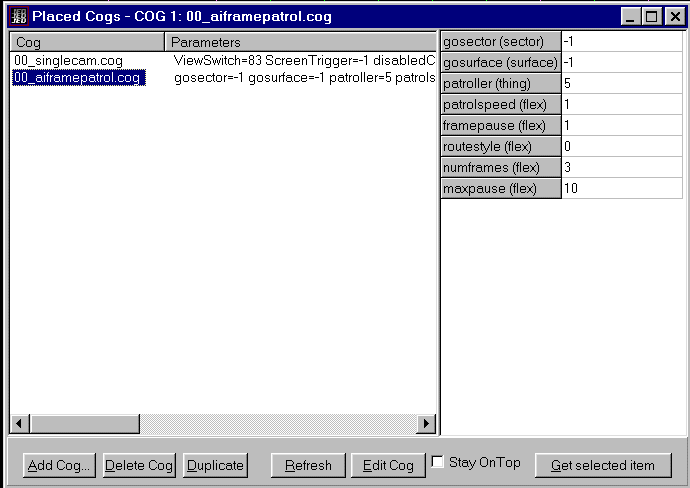 Placed Cogs - COG 1: 00_aiframepatrol.cog
Cog Parameters
00_singlecam.cog ViewSwitch=83 ScreenTrigger=-1 disabledC
00_aiframepatrol.cog gosector=-1 gosurface=-1 patroller=5 patrols
gosector (sector) -1
gosurface (surface) -1
patroller (thing) 5
patrolspeed (flex) 1
framepause (flex) 1
routestyle (flex) 0
numframes (flex) 3
maxpause (flex) 10
Add Cog... Delete Cog Duplicate Refresh Edit Cog Stay OnTop Get selected item